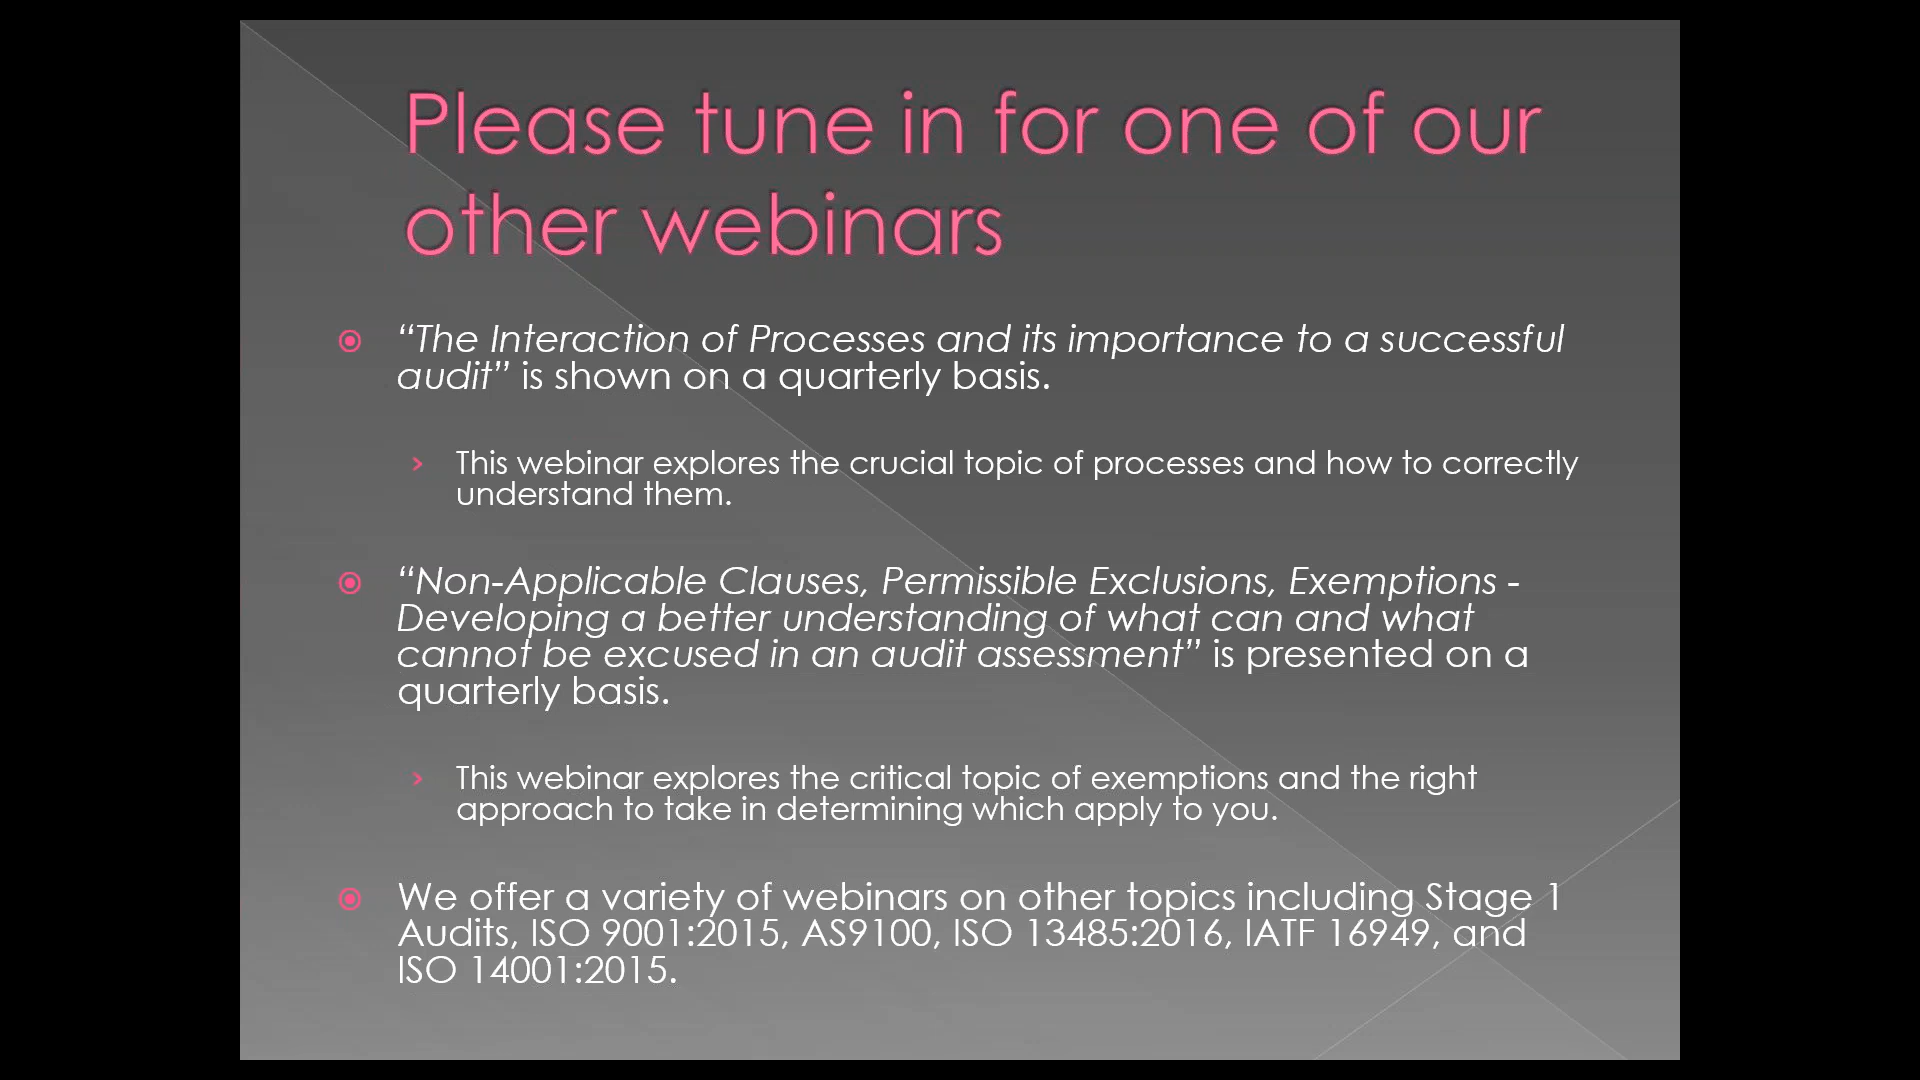 Please tune in for one of our
other webinars
“The Interaction of Processes and its importance to a successful
audit” is shown on a quarterly basis.
This webinar explores the crucial topic of processes and how to correctly
understand them.
“Non-Applicable Clauses, Permissible Exclusions, Exemptions -
Developing a better understanding of what can and what
cannot be excused in an audit assessment” is presented on a
quarterly basis.
This webinar explores the critical topic of exemptions and the right
approach to take in determining which apply to you.
We offer a variety of webinars on other topics including Stage 1
Audits, ISO 9001:2015, AS9100, ISO 13485:2016, IATF 16949, and
ISO 14001:2015.